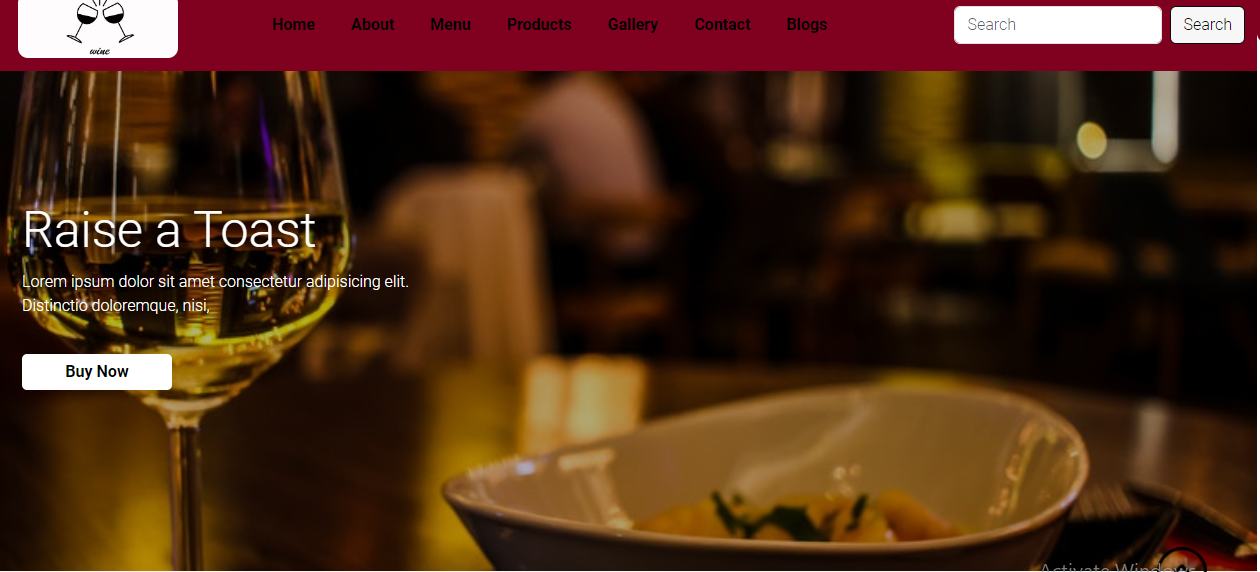 wine
Home About Menu Products Gallery Contact Blogs
Search Search
Raise a Toast
Lorem ipsum dolor sit amet consectetur adipisicing elit.
Distinctio doloremque, nisi,
Buy Now
Activate Windows